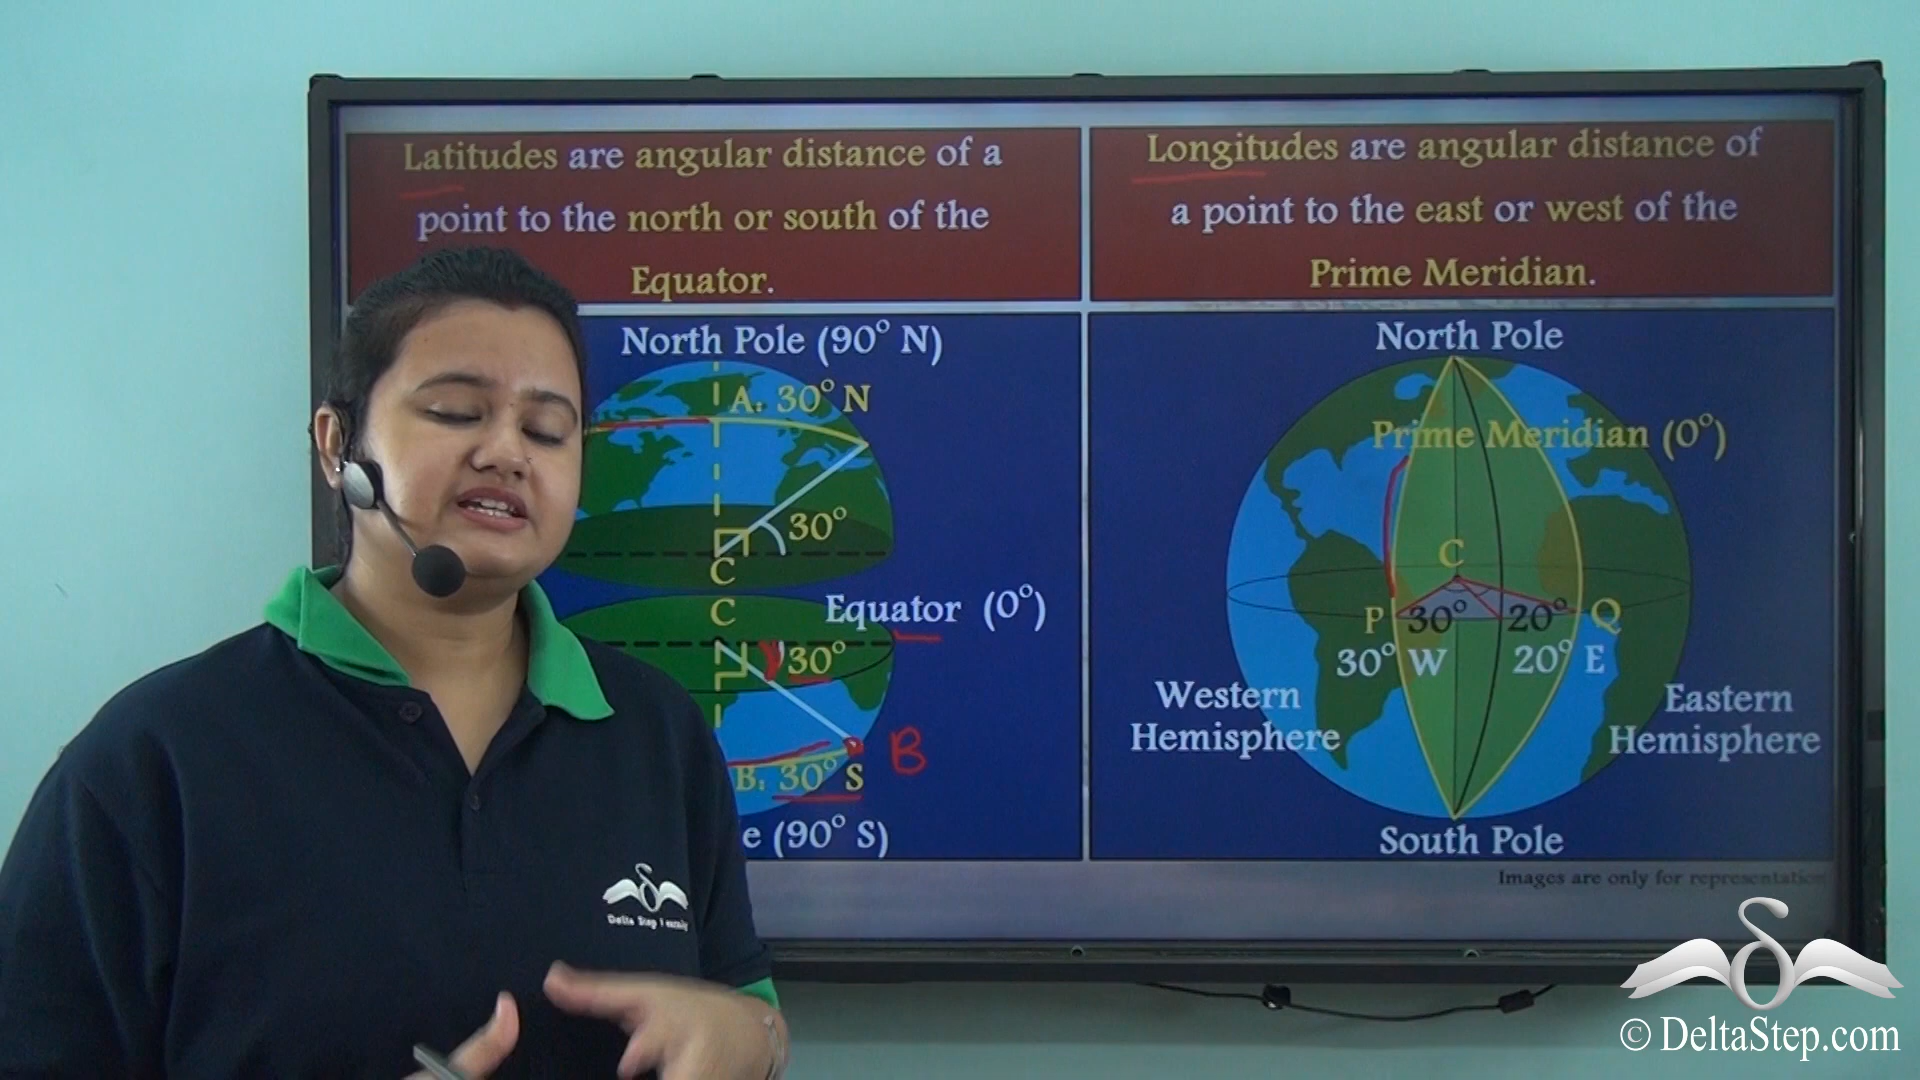 Latitudes are angular distance of a
point to the north or south of the
Equator.
North Pole (90° N)
A: 30° N
30°
C
C
Equator (0°)
30°
B
B: 30° S
e (90° S)
Longitudes are angular distance of
a point to the east or west of the
Prime Meridian.
North Pole
Prime Meridian (0°)
C
P 30° 20° Q
30° W 20° E
Western
Hemisphere
Eastern
Hemisphere
South Pole
Images are only for representation
Delta Step
© DeltaStep.com